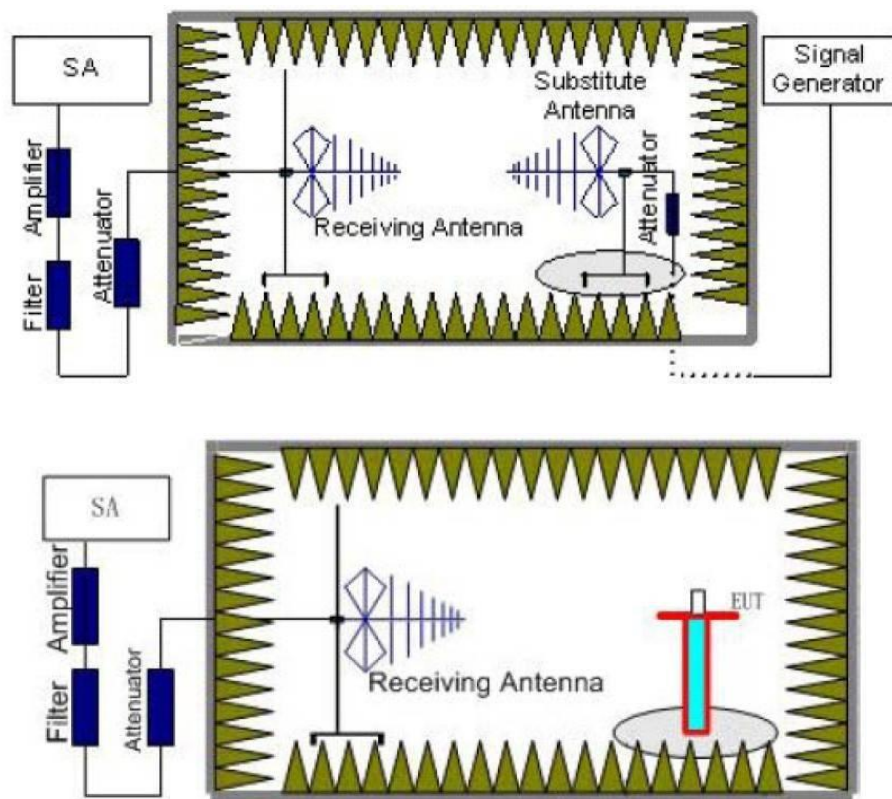 SA
Signal
Generator
Substitute
Antenna
Amplifier
Attenuator
Filter
Receiving Antenna
Attenuator
SA
Amplifier
EUT
Receiving Antenna
Filter
Attenuator